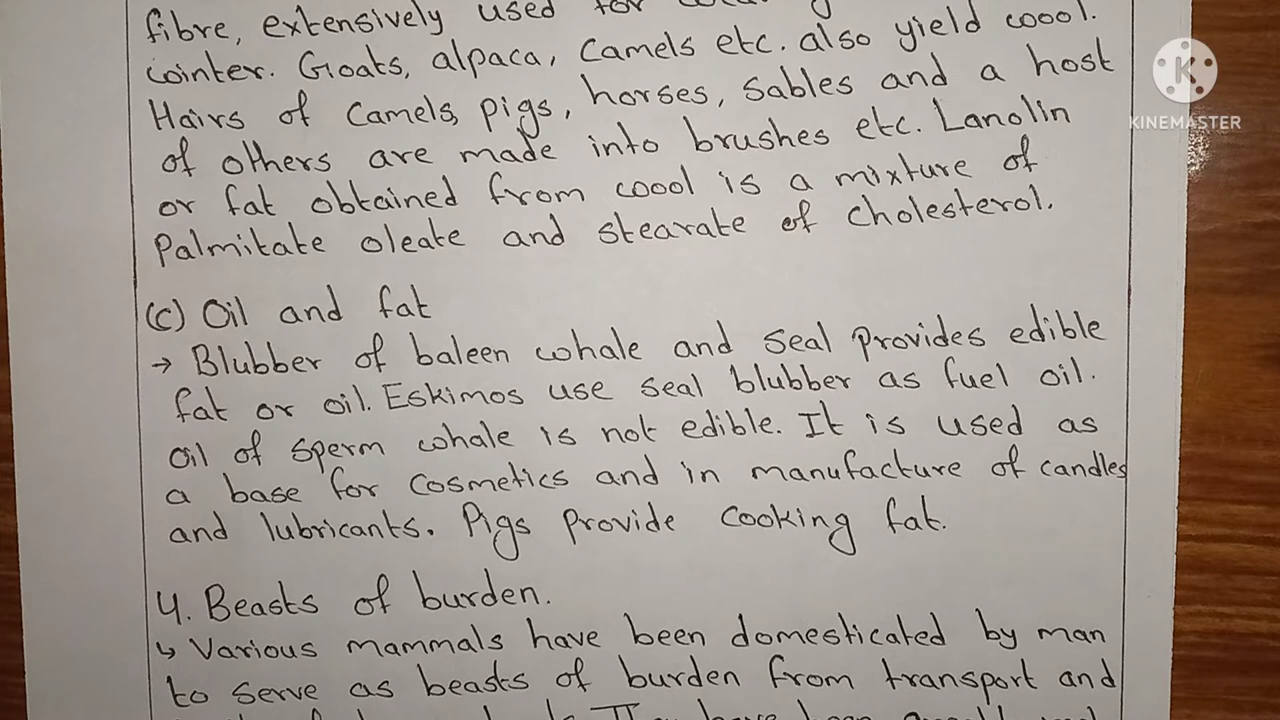 fibre, extensively used for
winter. Goats, alpaca, camels etc. also yield wool.
Hairs of camels, pigs, horses, sables and a host
of others are made into brushes etc. Lanolin
or fat obtained from wool is a mixture of
Palmitate oleate and stearate of cholesterol.
(c) Oil and fat
→ Blubber of baleen whale and seal provides edible
fat or oil. Eskimos use seal blubber as fuel oil.
oil of sperm whale is not edible. It is used as
a base for cosmetics and in manufacture of candles
and lubricants. Pigs provide cooking fat.
4. Beasts of burden.
↳ Various mammals have been domesticated by man
to serve as beasts of burden from transport and
K
KINEMASTER